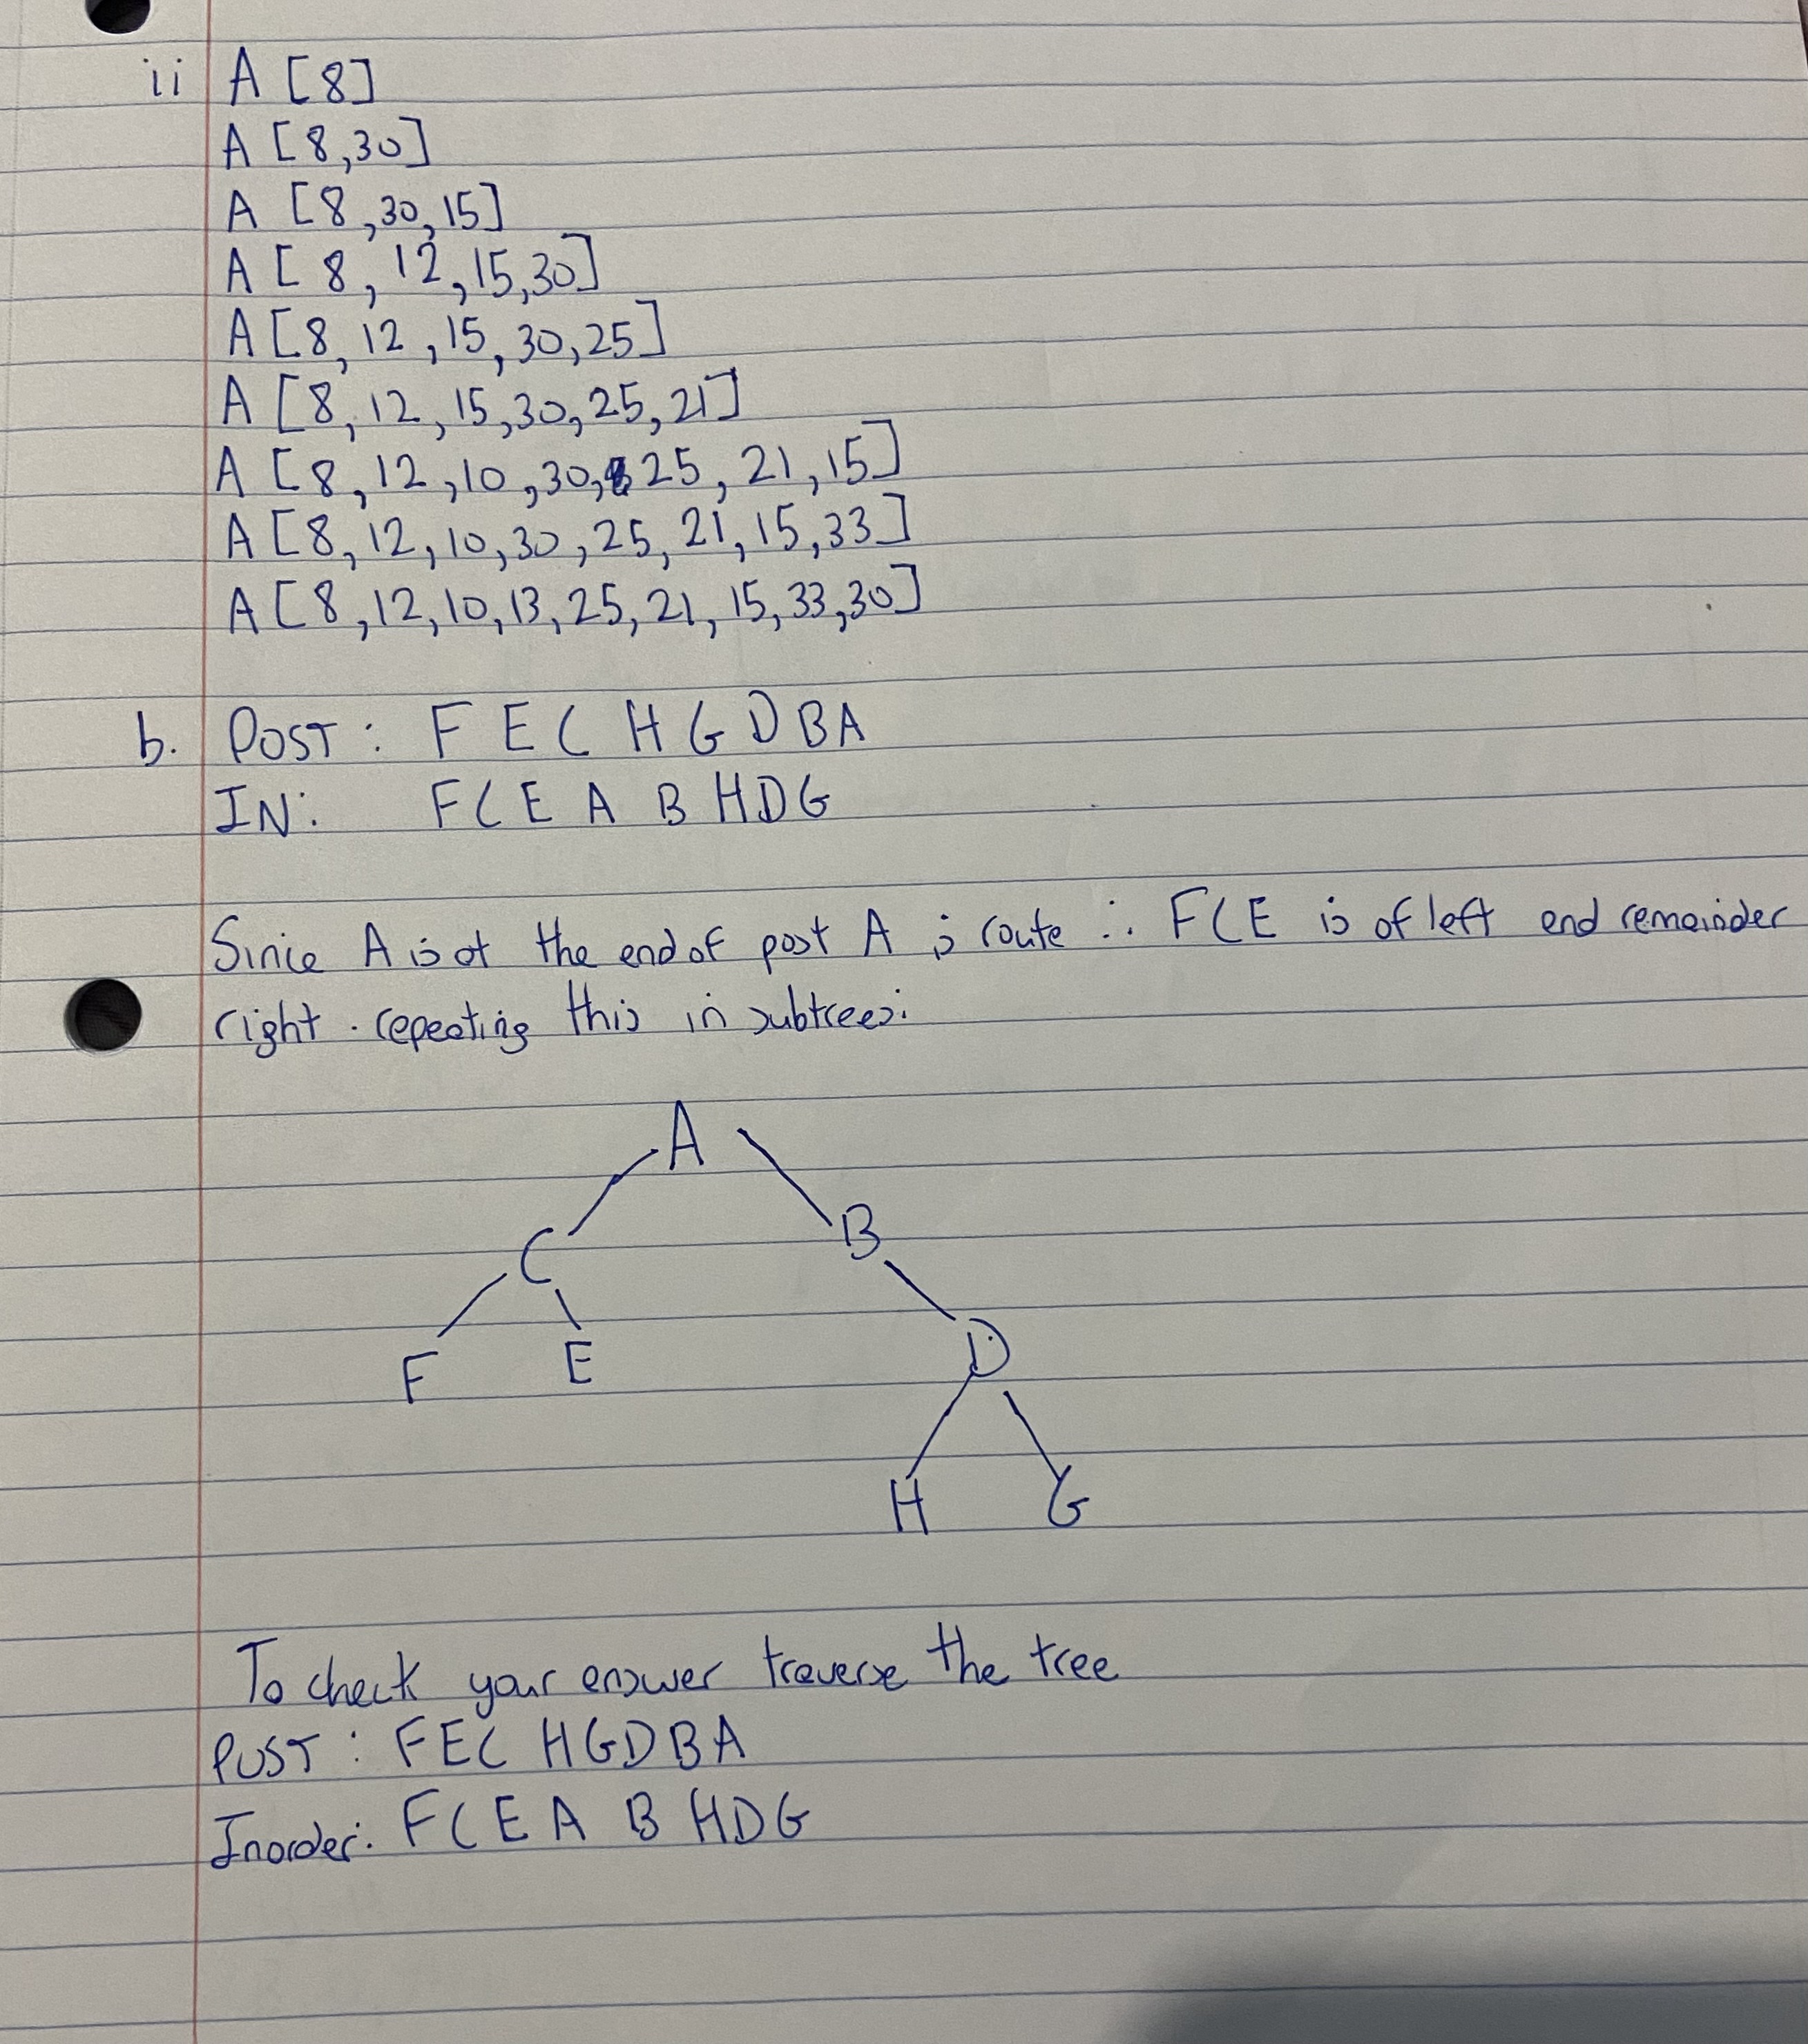 ii A [8]
A [8,30]
A [8,30,15]
A [8, 12,15,30]
A [8,12,15,30,25]
A [8,12,15,30,25,21]
A [8,12,10,30,25,21,15]
A [8,12,10,30,25,21,15,33]
A [8,12,10,13,25,21,15,33,30]
b. POST: F E C H G D B A
IN: F C E A B H D G
Since A is at the end of post A is route ∴ FCE is of left and remainder
right. repeating this in subtrees:
A
C B
F E D
H G
To check your answer traverse the tree
POST: FEC HGDBA
Inorder: FCE A B HDG